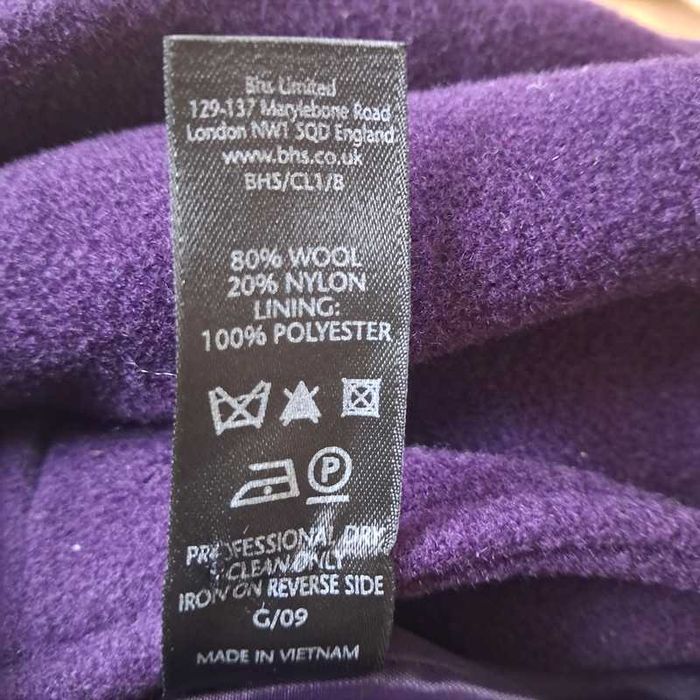 Bhs Limited
129-137 Marylebone Road
London NW1 5QD England
www.bhs.co.uk
BHS/CL1/B
80% WOOL
20% NYLON
LINING:
100% POLYESTER
P
PROFESSIONAL DRY
CLEAN ONLY
IRON ON REVERSE SIDE
G/09
MADE IN VIETNAM